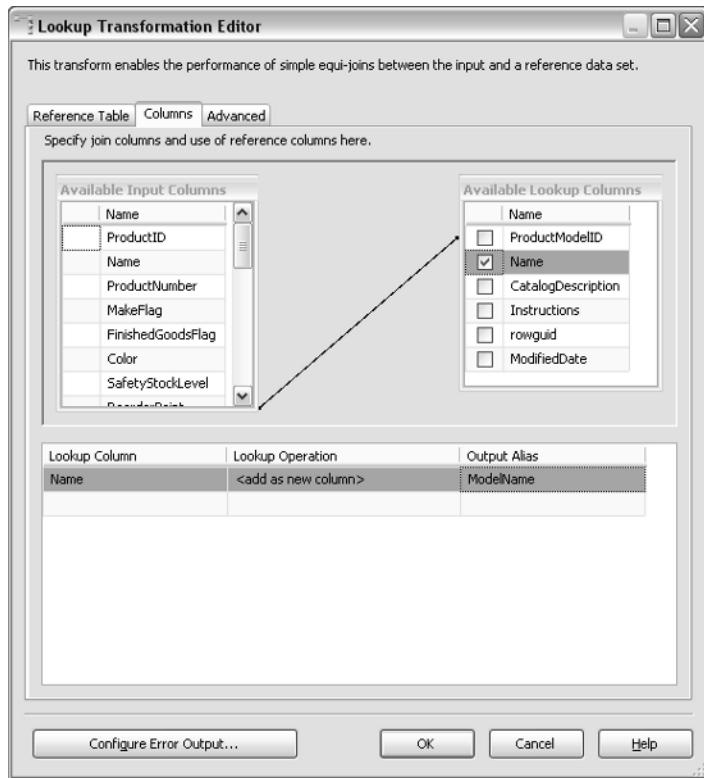 Lookup Transformation Editor
This transform enables the performance of simple equi-joins between the input and a reference data set.
Reference Table Columns Advanced
Specify join columns and use of reference columns here.
Available Input Columns
Name
ProductID
Name
ProductNumber
MakeFlag
FinishedGoodsFlag
Color
SafetyStockLevel
ReorderPoint
Available Lookup Columns
Name
ProductModelID
Name
CatalogDescription
Instructions
rowguid
ModifiedDate
Lookup Column Lookup Operation Output Alias
Name <add as new column> ModelName
Configure Error Output... OK Cancel Help